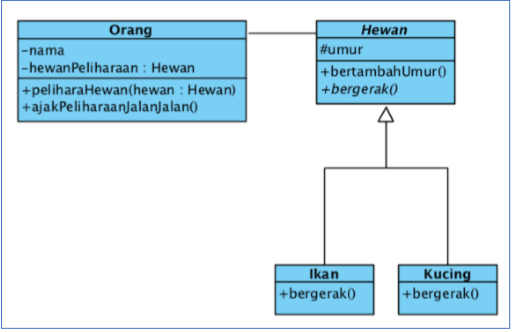 Orang
-nama
-hewanPeliharaan : Hewan
+peliharaHewan(hewan : Hewan)
+ajakPeliharaanJalanJalan()
Hewan
#umur
+bertambahUmur()
+bergerak()
Ikan
+bergerak()
Kucing
+bergerak()